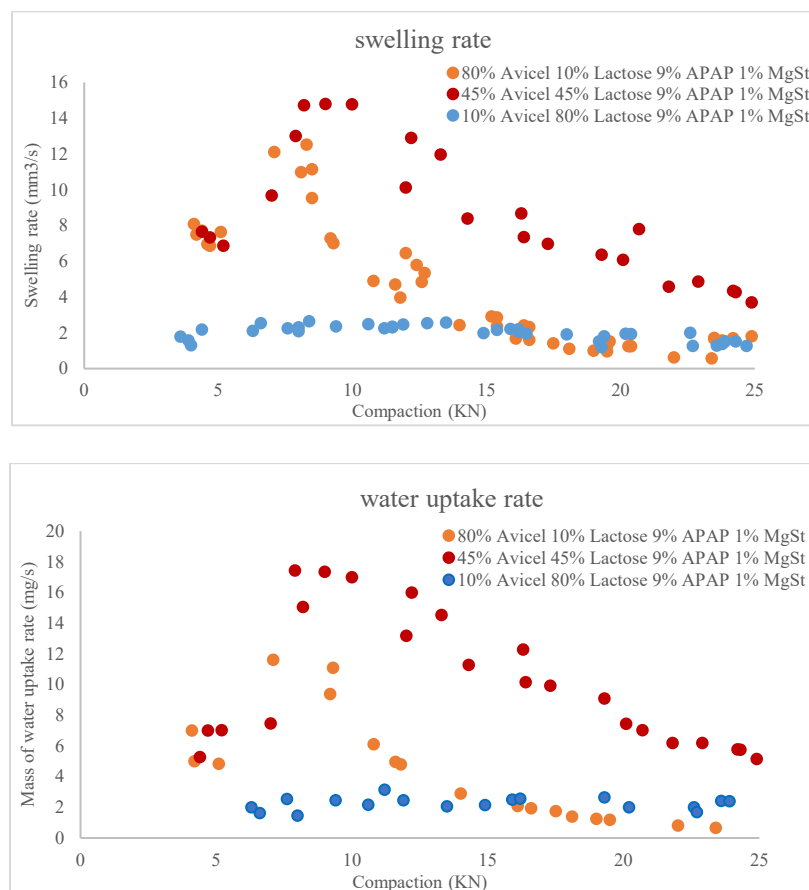 swelling rate
16
14
12
10
8
6
4
2
0
Swelling rate (mm3/s)
80% Avicel 10% Lactose 9% APAP 1% MgSt
45% Avicel 45% Lactose 9% APAP 1% MgSt
10% Avicel 80% Lactose 9% APAP 1% MgSt
0 5 10 15 20 25
Compaction (KN)
water uptake rate
20
18
16
14
12
10
8
6
4
2
0
Mass of water uptake rate (mg/s)
80% Avicel 10% Lactose 9% APAP 1% MgSt
45% Avicel 45% Lactose 9% APAP 1% MgSt
10% Avicel 80% Lactose 9% APAP 1% MgSt
0 5 10 15 20 25
Compaction (KN)